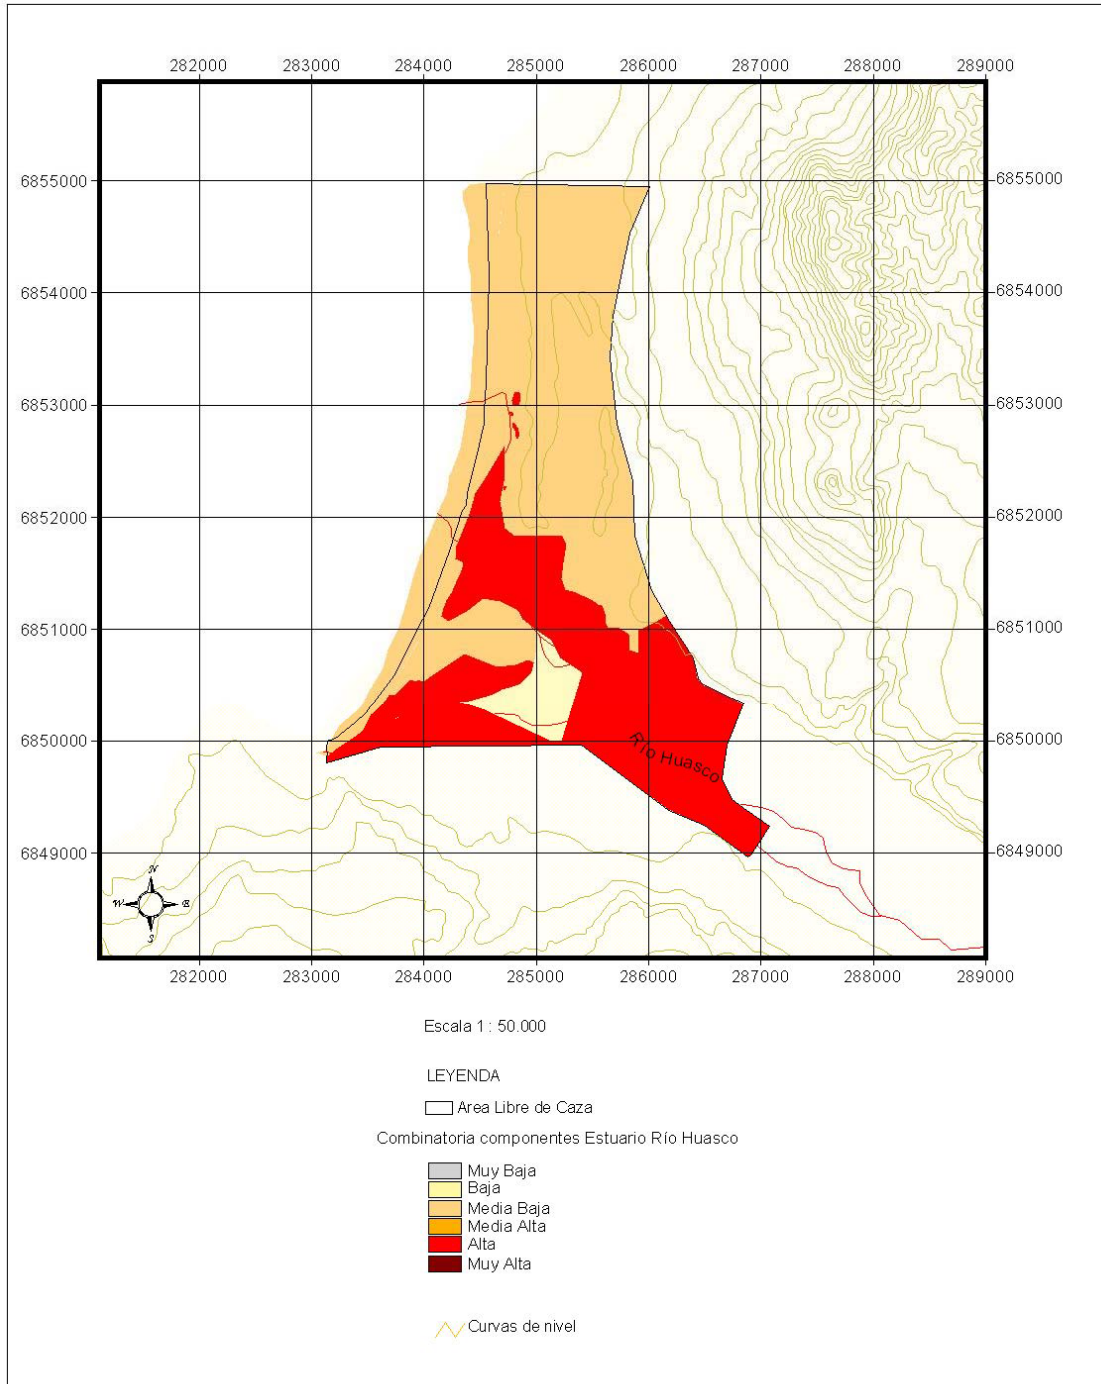 282000 283000 284000 285000 286000 287000 288000 289000
6855000 6855000
6854000 6854000
6853000 6853000
6852000 6852000
6851000 6851000
6850000 6850000
Río Huasco
6849000 6849000
N
W E
S
282000 283000 284000 285000 286000 287000 288000 289000
Escala 1 : 50.000
LEYENDA
Area Libre de Caza
Combinatoria componentes Estuario Río Huasco
Muy Baja
Baja
Media Baja
Media Alta
Alta
Muy Alta
Curvas de nivel